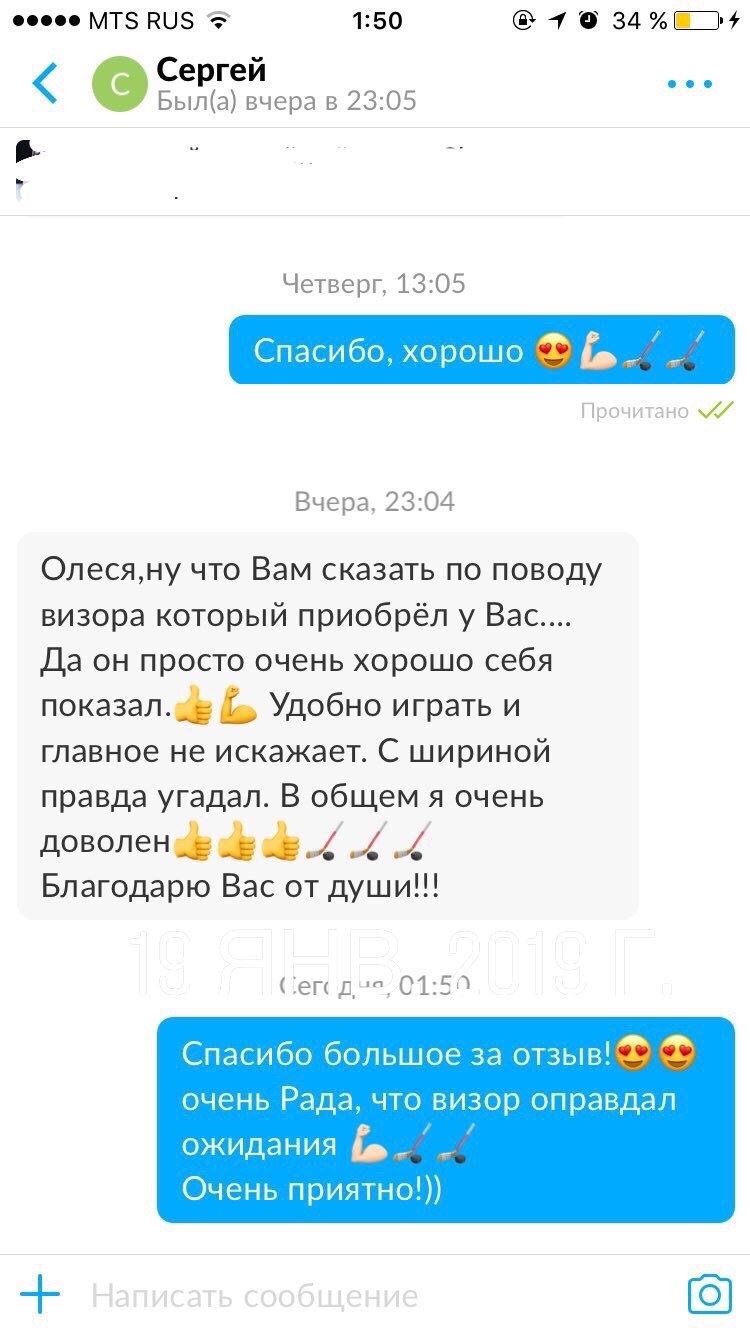 MTS RUS 1:50 34 %
С Сергей
Был(а) вчера в 23:05
Четверг, 13:05
Спасибо, хорошо 😍💪🏻🏒🏒
Прочитано
Вчера, 23:04
Олеся,ну что Вам сказать по поводу
визора который приобрёл у Вас....
Да он просто очень хорошо себя
показал.👍💪 Удобно играть и
главное не искажает. С шириной
правда угадал. В общем я очень
доволен👍👍👍🏒🏒🏒
Благодарю Вас от души!!!
19 ЯНВ. 2019 Г.
Сегодня, 01:50
Спасибо большое за отзыв!😍😍
очень Рада, что визор оправдал
ожидания 💪🏻🏒🏒
Очень приятно!))
Написать сообщение